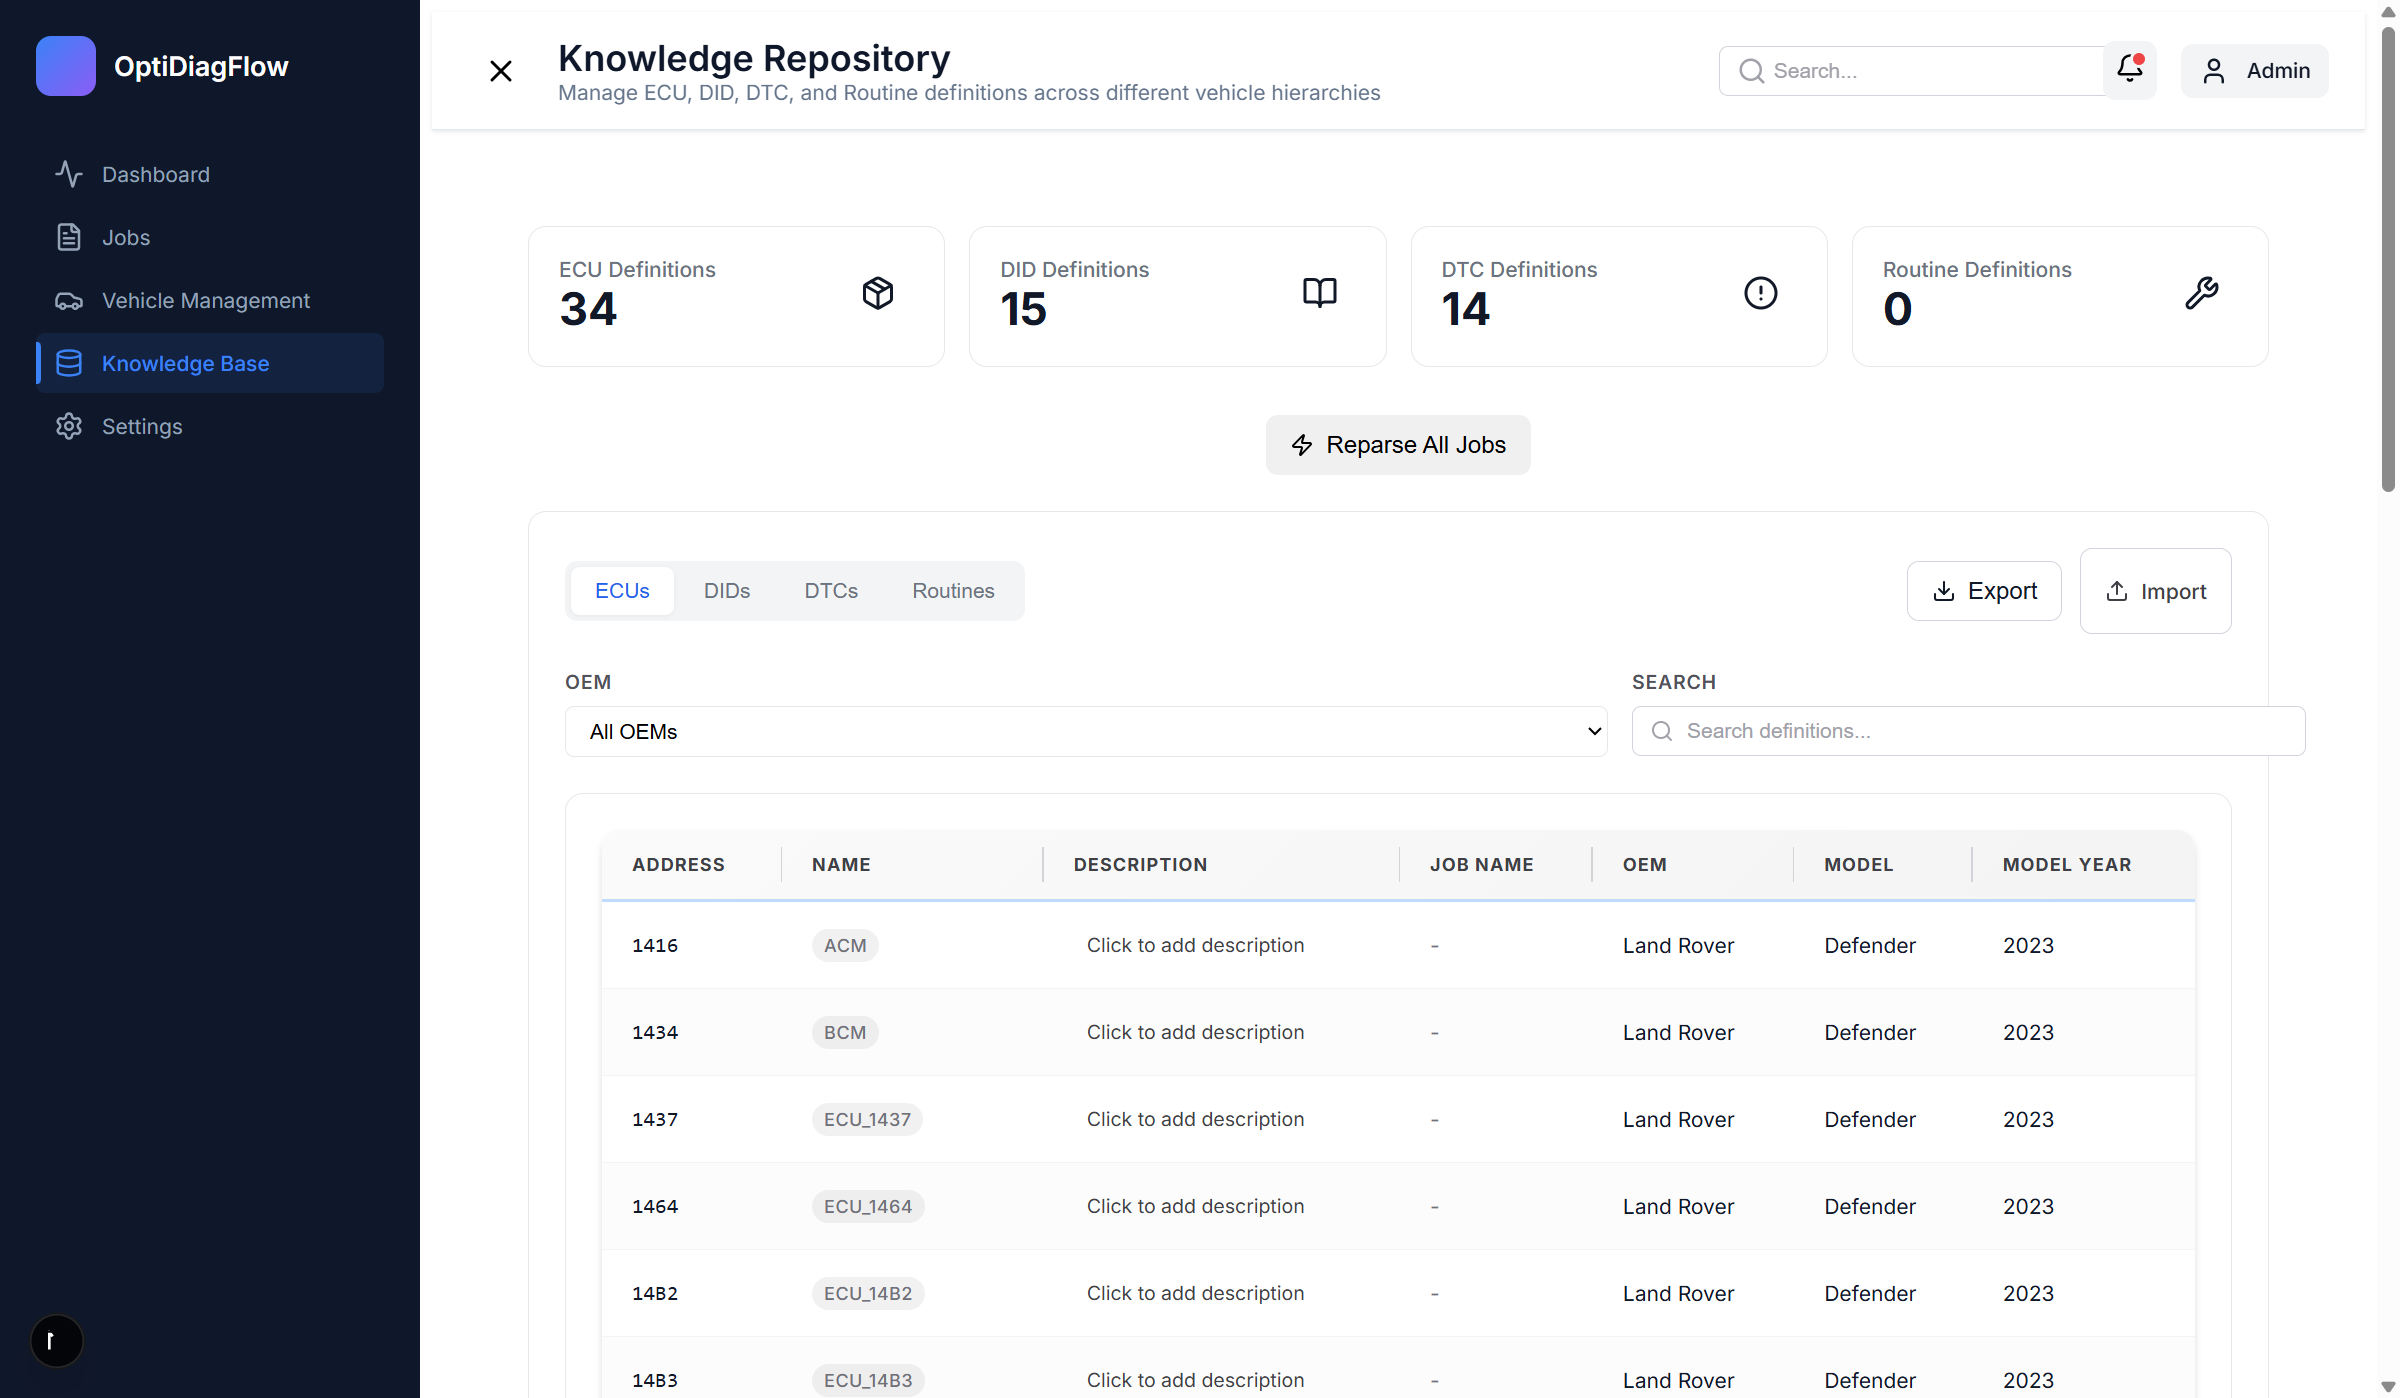 OptiDiagFlow
Dashboard
Jobs
Vehicle Management
Knowledge Base
Settings
Knowledge Repository
Manage ECU, DID, DTC, and Routine definitions across different vehicle hierarchies
Search...
Admin
ECU Definitions
34
DID Definitions
15
DTC Definitions
14
Routine Definitions
0
Reparse All Jobs
ECUs DIDs DTCs Routines
Export Import
OEM
All OEMs
SEARCH
Search definitions...
ADDRESS NAME DESCRIPTION JOB NAME OEM MODEL MODEL YEAR
1416 ACM Click to add description - Land Rover Defender 2023
1434 BCM Click to add description - Land Rover Defender 2023
1437 ECU_1437 Click to add description - Land Rover Defender 2023
1464 ECU_1464 Click to add description - Land Rover Defender 2023
14B2 ECU_14B2 Click to add description - Land Rover Defender 2023
14B3 ECU_14B3 Click to add description - Land Rover Defender 2023